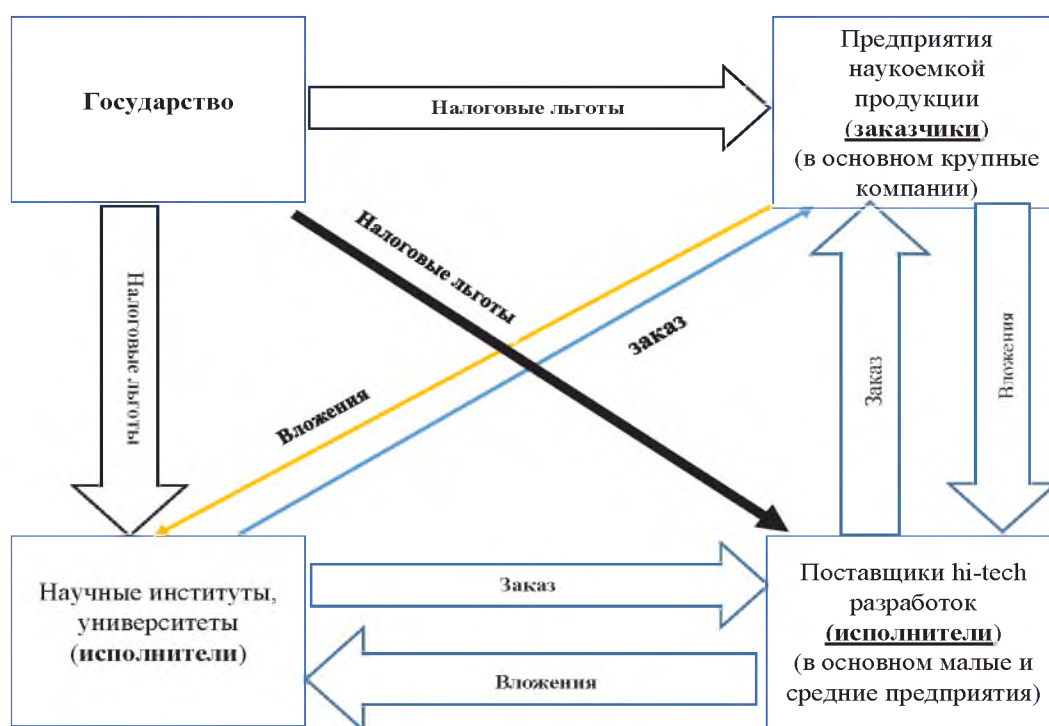 Государство
Налоговые льготы
Предприятия
наукоемкой
продукции
(заказчики)
(в основном крупные
компании)
Налоговые льготы
Налоговые льготы
заказ
Вложения
Заказ
Вложения
Научные институты,
университеты
(исполнители)
Заказ
Вложения
Поставщики hi-tech
разработок
(исполнители)
(в основном малые и
средние предприятия)